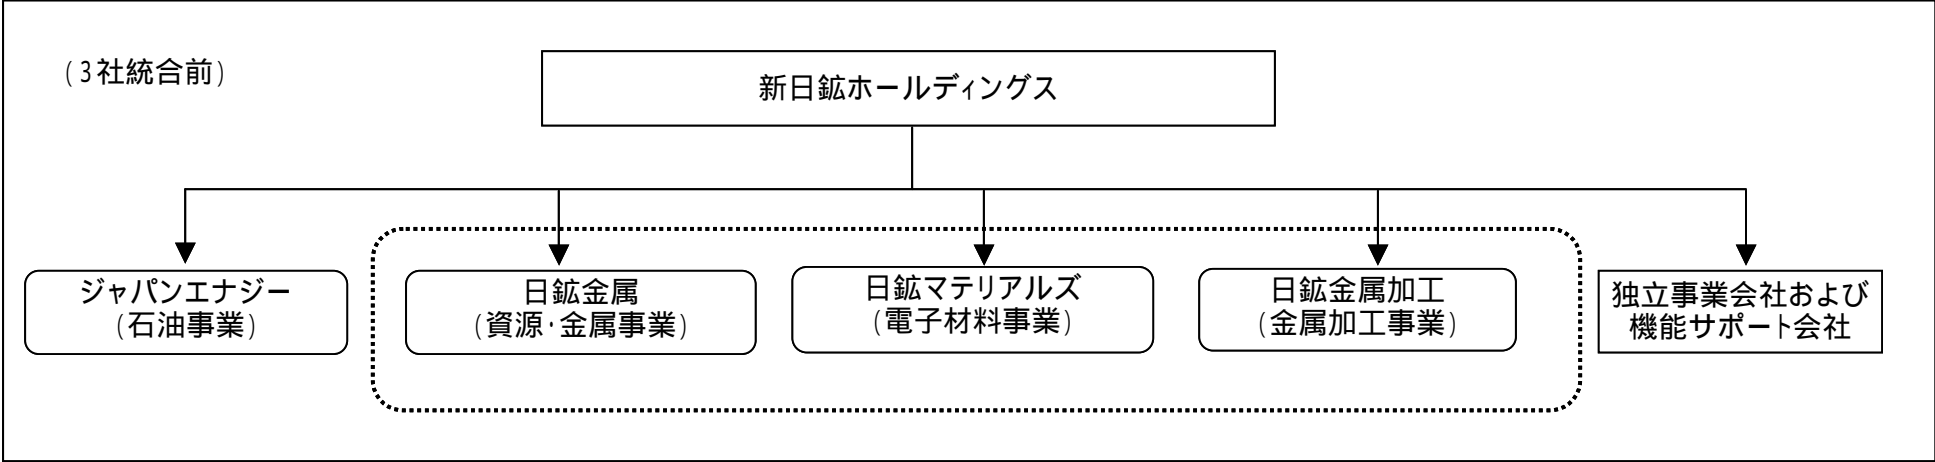 (3社統合前)
新日鉱ホールディングス
ジャパンエナジー
(石油事業)
日鉱金属
(資源・金属事業)
日鉱マテリアルズ
(電子材料事業)
日鉱金属加工
(金属加工事業)
独立事業会社および
機能サポート会社